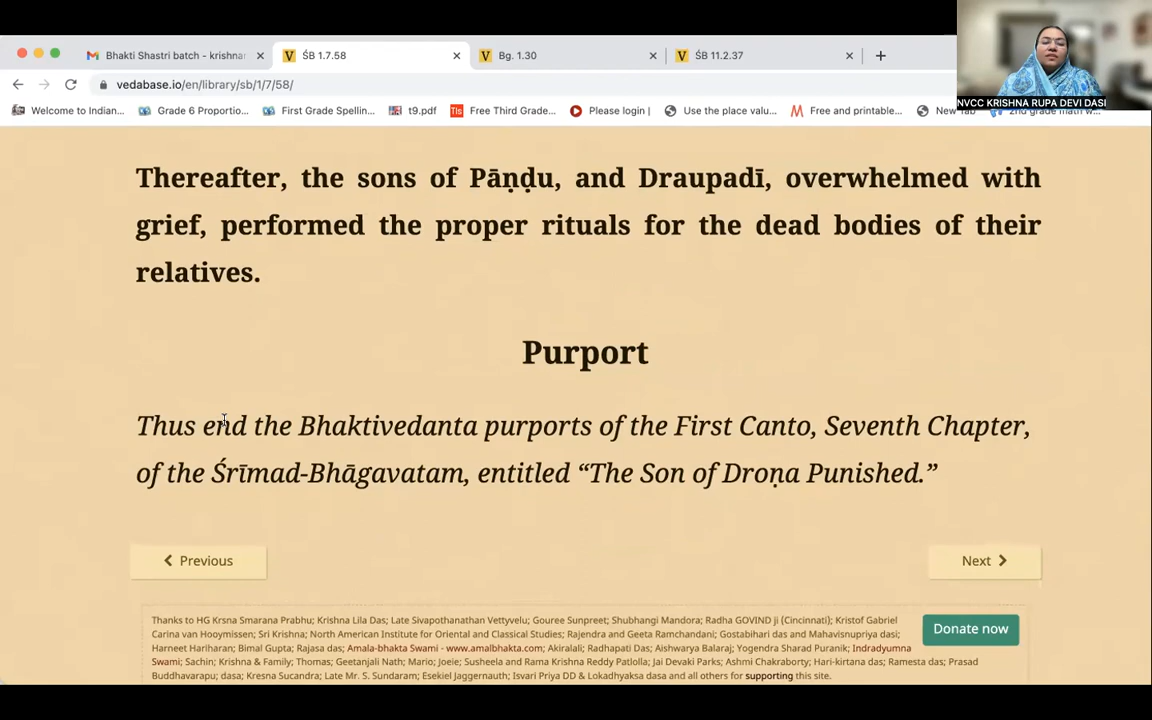 Bhakti Shastri batch - krishna
ŚB 1.7.58
Bg. 1.30
ŚB 11.2.37
vedabase.io/en/library/sb/1/7/58/
NVCC KRISHNA RUPA DEVI DASI
Welcome to Indian... Grade 6 Proportio... First Grade Spellin... t9.pdf Free Third Grade... Please login | Use the place valu... Free and printable... New Tab 2nd grade math w...
Thereafter, the sons of Pāṇḍu, and Draupadī, overwhelmed with
grief, performed the proper rituals for the dead bodies of their
relatives.
Purport
Thus end the Bhaktivedanta purports of the First Canto, Seventh Chapter,
of the Śrīmad-Bhāgavatam, entitled “The Son of Droṇa Punished.”
Previous
Next
Thanks to HG Krsna Smarana Prabhu; Krishna Lila Das; Late Sivapothanathan Vettyvelu; Gouree Sunpreet; Shubhangi Mandora; Radha GOVIND ji (Cincinnati); Kristof Gabriel
Carina van Hooymissen; Sri Krishna; North American Institute for Oriental and Classical Studies; Rajendra and Geeta Ramchandani; Gostabihari das and Mahavisnupriya dasi;
Harneet Hariharan; Bimal Gupta; Rajasa das; Amala-bhakta Swami - www.amalbhakta.com; Akiralali; Radhapati Das; Aishwarya Balaraj; Yogendra Sharad Puranik; Indradyumna
Swami; Sachin; Krishna & Family; Thomas; Geetanjali Nath; Mario; Joeie; Susheela and Rama Krishna Reddy Patlolla; Jai Devaki Parks; Ashmi Chakraborty; Hari-kirtana das; Ramesta das; Prasad
Buddhavarapu; dasa; Kresna Sucandra; Late Mr. S. Sundaram; Esekiel Jaggernauth; Isvari Priya DD & Lokadhyaksa dasa and all others for supporting this site.
Donate now